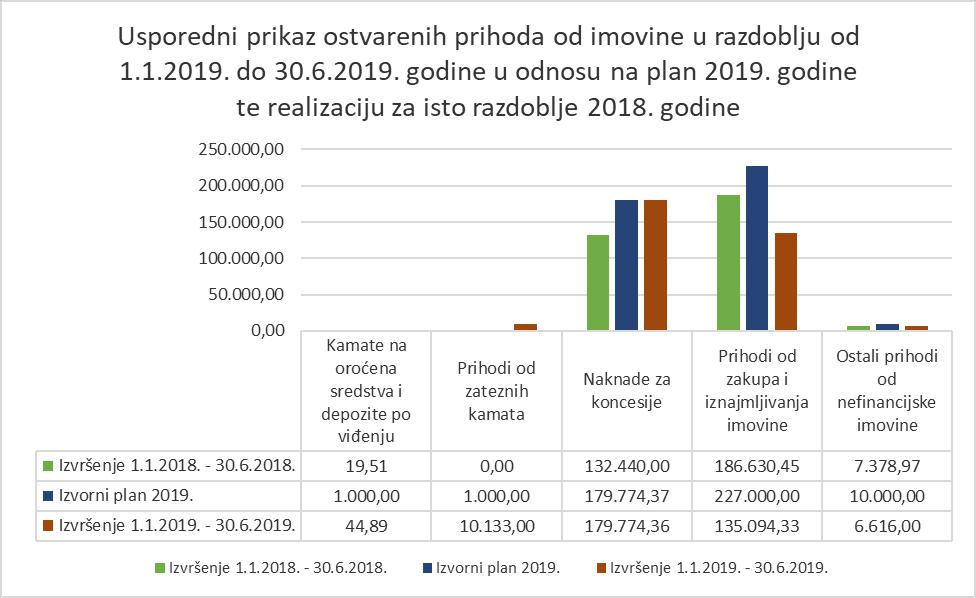 Usporedni prikaz ostvarenih prihoda od imovine u razdoblju od
1.1.2019. do 30.6.2019. godine u odnosu na plan 2019. godine
te realizaciju za isto razdoblje 2018. godine
250.000,00
200.000,00
150.000,00
100.000,00
50.000,00
0,00
Kamate na
oroćena
sredstva i
depozite po
viđenju
Prihodi od
zateznih
kamata
Naknade za
koncesije
Prihodi od
zakupa i
iznajmljivanja
imovine
Ostali prihodi
od
nefinancijske
imovine
Izvršenje 1.1.2018. - 30.6.2018. 19,51 0,00 132.440,00 186.630,45 7.378,97
Izvorni plan 2019. 1.000,00 1.000,00 179.774,37 227.000,00 10.000,00
Izvršenje 1.1.2019. - 30.6.2019. 44,89 10.133,00 179.774,36 135.094,33 6.616,00
Izvršenje 1.1.2018. - 30.6.2018. Izvorni plan 2019. Izvršenje 1.1.2019. - 30.6.2019.